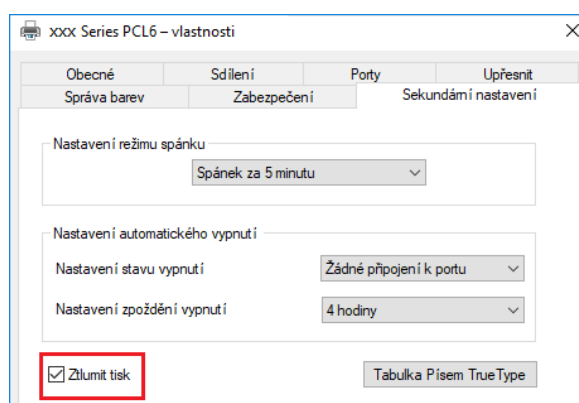 xxx Series PCL6 – vlastnosti
Obecné Sdílení Porty Upřesnit
Správa barev Zabezpečení Sekundární nastavení
Nastavení režimu spánku
Spánek za 5 minutu
Nastavení automatického vypnutí
Nastavení stavu vypnutí Žádné připojení k portu
Nastavení zpoždění vypnutí 4 hodiny
Ztlumit tisk Tabulka Písem TrueType